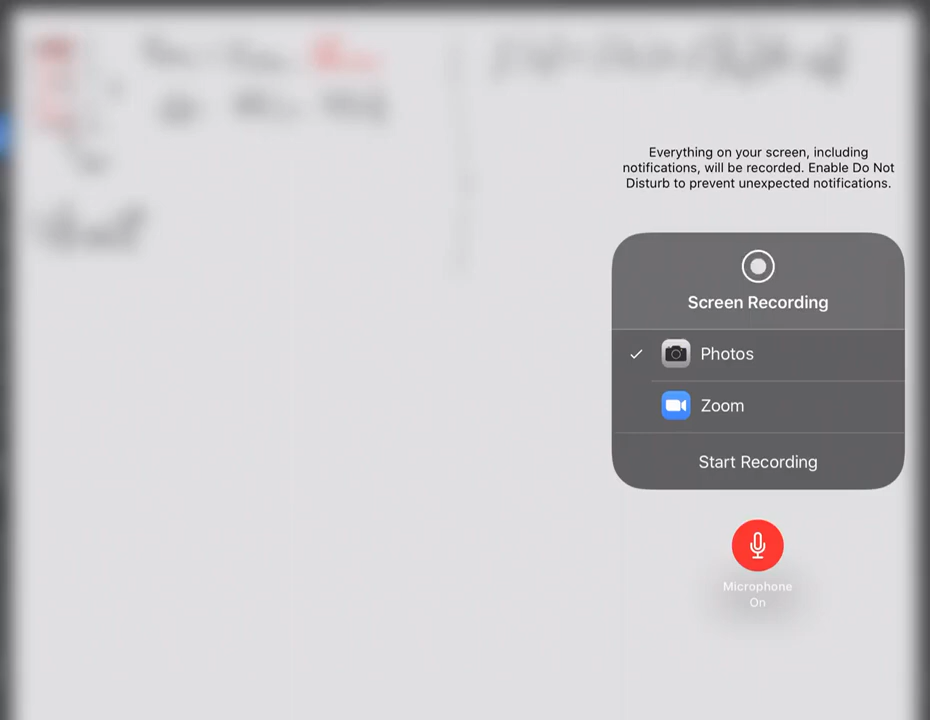 Everything on your screen, including
notifications, will be recorded. Enable Do Not
Disturb to prevent unexpected notifications.
Screen Recording
Photos
Zoom
Start Recording
Microphone
On